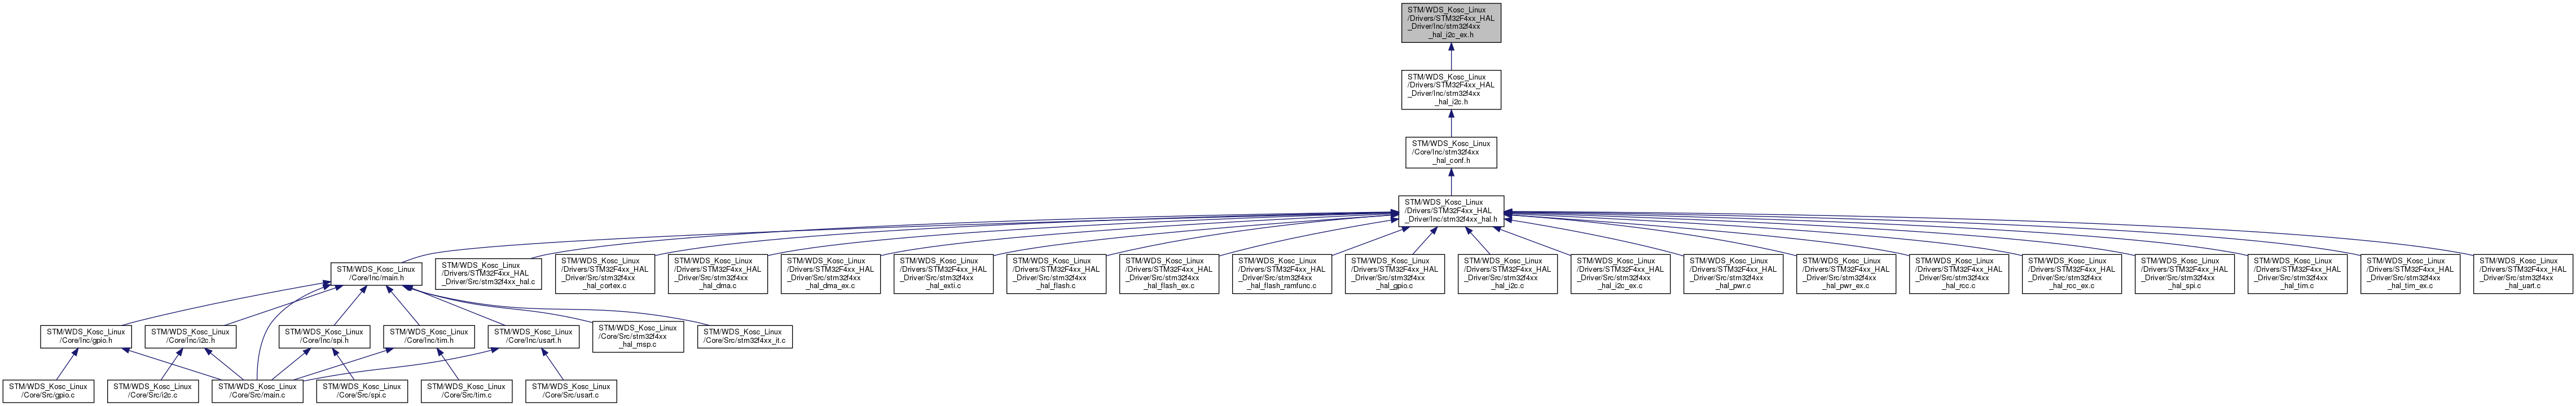 STM/WDS_Kosc_Linux
/Drivers/STM32F4xx_HAL
_Driver/Inc/stm32f4xx
_hal_i2c_ex.h
STM/WDS_Kosc_Linux
/Drivers/STM32F4xx_HAL
_Driver/Inc/stm32f4xx
_hal_i2c.h
STM/WDS_Kosc_Linux
/Core/Inc/stm32f4xx
_hal_conf.h
STM/WDS_Kosc_Linux
/Drivers/STM32F4xx_HAL
_Driver/Inc/stm32f4xx_hal.h
STM/WDS_Kosc_Linux
/Core/Inc/main.h
STM/WDS_Kosc_Linux
/Drivers/STM32F4xx_HAL
_Driver/Src/stm32f4xx_hal.c
STM/WDS_Kosc_Linux
/Drivers/STM32F4xx_HAL
_Driver/Src/stm32f4xx
_hal_cortex.c
STM/WDS_Kosc_Linux
/Drivers/STM32F4xx_HAL
_Driver/Src/stm32f4xx
_hal_dma.c
STM/WDS_Kosc_Linux
/Drivers/STM32F4xx_HAL
_Driver/Src/stm32f4xx
_hal_dma_ex.c
STM/WDS_Kosc_Linux
/Drivers/STM32F4xx_HAL
_Driver/Src/stm32f4xx
_hal_exti.c
STM/WDS_Kosc_Linux
/Drivers/STM32F4xx_HAL
_Driver/Src/stm32f4xx
_hal_flash.c
STM/WDS_Kosc_Linux
/Drivers/STM32F4xx_HAL
_Driver/Src/stm32f4xx
_hal_flash_ex.c
STM/WDS_Kosc_Linux
/Drivers/STM32F4xx_HAL
_Driver/Src/stm32f4xx
_hal_flash_ramfunc.c
STM/WDS_Kosc_Linux
/Drivers/STM32F4xx_HAL
_Driver/Src/stm32f4xx
_hal_gpio.c
STM/WDS_Kosc_Linux
/Drivers/STM32F4xx_HAL
_Driver/Src/stm32f4xx
_hal_i2c.c
STM/WDS_Kosc_Linux
/Drivers/STM32F4xx_HAL
_Driver/Src/stm32f4xx
_hal_i2c_ex.c
STM/WDS_Kosc_Linux
/Drivers/STM32F4xx_HAL
_Driver/Src/stm32f4xx
_hal_pwr.c
STM/WDS_Kosc_Linux
/Drivers/STM32F4xx_HAL
_Driver/Src/stm32f4xx
_hal_pwr_ex.c
STM/WDS_Kosc_Linux
/Drivers/STM32F4xx_HAL
_Driver/Src/stm32f4xx
_hal_rcc.c
STM/WDS_Kosc_Linux
/Drivers/STM32F4xx_HAL
_Driver/Src/stm32f4xx
_hal_rcc_ex.c
STM/WDS_Kosc_Linux
/Drivers/STM32F4xx_HAL
_Driver/Src/stm32f4xx
_hal_spi.c
STM/WDS_Kosc_Linux
/Drivers/STM32F4xx_HAL
_Driver/Src/stm32f4xx
_hal_tim.c
STM/WDS_Kosc_Linux
/Drivers/STM32F4xx_HAL
_Driver/Src/stm32f4xx
_hal_tim_ex.c
STM/WDS_Kosc_Linux
/Drivers/STM32F4xx_HAL
_Driver/Src/stm32f4xx
_hal_uart.c
STM/WDS_Kosc_Linux
/Core/Inc/gpio.h
STM/WDS_Kosc_Linux
/Core/Inc/i2c.h
STM/WDS_Kosc_Linux
/Core/Inc/spi.h
STM/WDS_Kosc_Linux
/Core/Inc/tim.h
STM/WDS_Kosc_Linux
/Core/Inc/usart.h
STM/WDS_Kosc_Linux
/Core/Src/stm32f4xx
_hal_msp.c
STM/WDS_Kosc_Linux
/Core/Src/stm32f4xx_it.c
STM/WDS_Kosc_Linux
/Core/Src/gpio.c
STM/WDS_Kosc_Linux
/Core/Src/i2c.c
STM/WDS_Kosc_Linux
/Core/Src/main.c
STM/WDS_Kosc_Linux
/Core/Src/spi.c
STM/WDS_Kosc_Linux
/Core/Src/tim.c
STM/WDS_Kosc_Linux
/Core/Src/usart.c